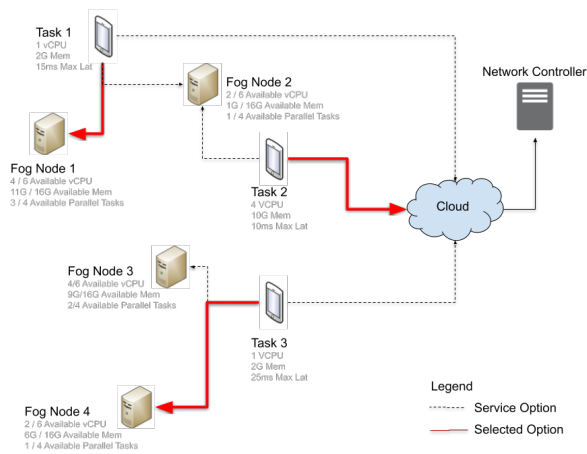 Task 1
1 vCPU
2G Mem
15ms Max Lat
Fog Node 2
2 / 6 Available vCPU
1G / 16G Available Mem
1 / 4 Available Parallel Tasks
Network Controller
Fog Node 1
4 / 6 Available vCPU
11G / 16G Available Mem
3 / 4 Available Parallel Tasks
Task 2
4 VCPU
10G Mem
10ms Max Lat
Cloud
Fog Node 3
4/6 Available vCPU
9G/16G Available Mem
2/4 Available Parallel Tasks
Task 3
1 VCPU
2G Mem
25ms Max Lat
Fog Node 4
2 / 6 Available vCPU
6G / 16G Available Mem
1 / 4 Available Parallel Tasks
Legend
Service Option
Selected Option